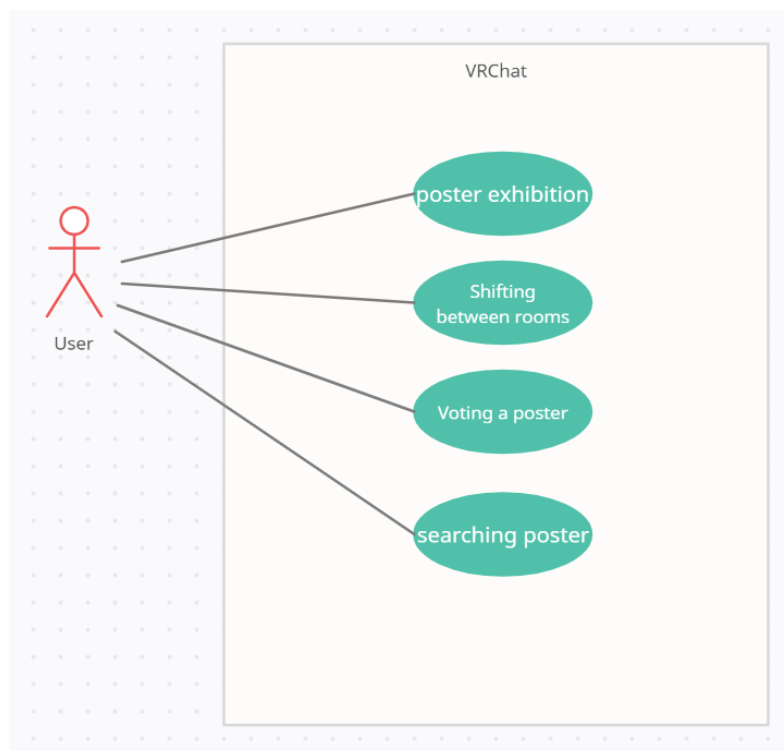 VRChat
poster exhibition
Shifting
between rooms
User
Voting a poster
searching poster